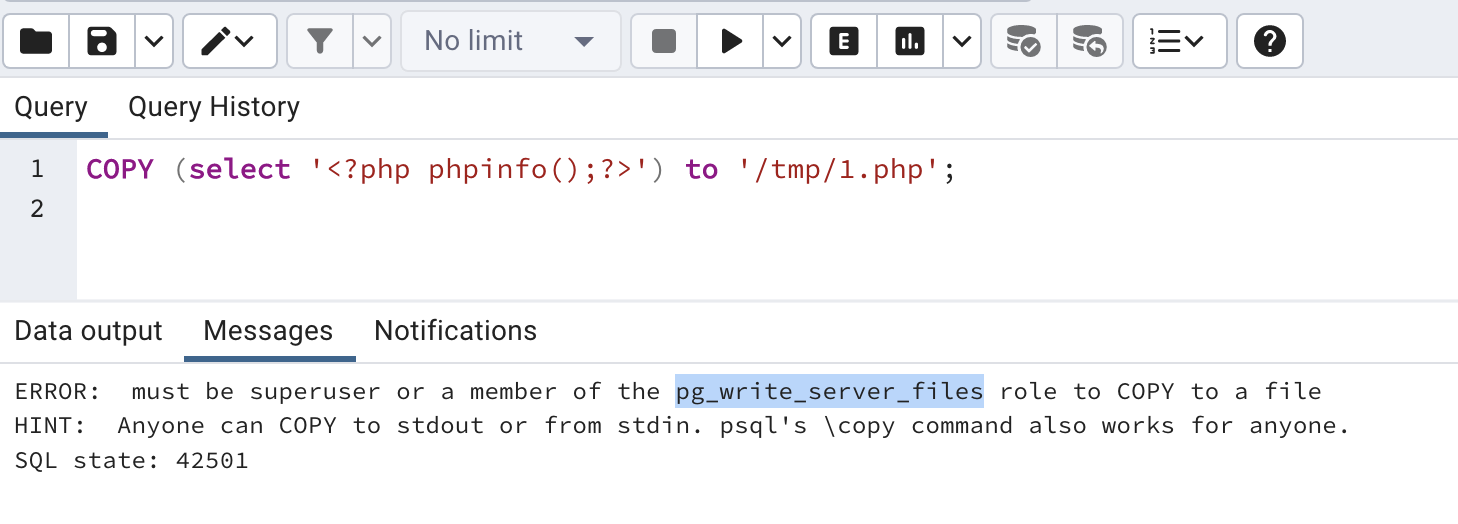 No limit
E
Query Query History
1 COPY (select '<?php phpinfo();?>') to '/tmp/1.php';
2
Data output Messages Notifications
ERROR:  must be superuser or a member of the pg_write_server_files role to COPY to a file
HINT:  Anyone can COPY to stdout or from stdin. psql's \copy command also works for anyone.
SQL state: 42501